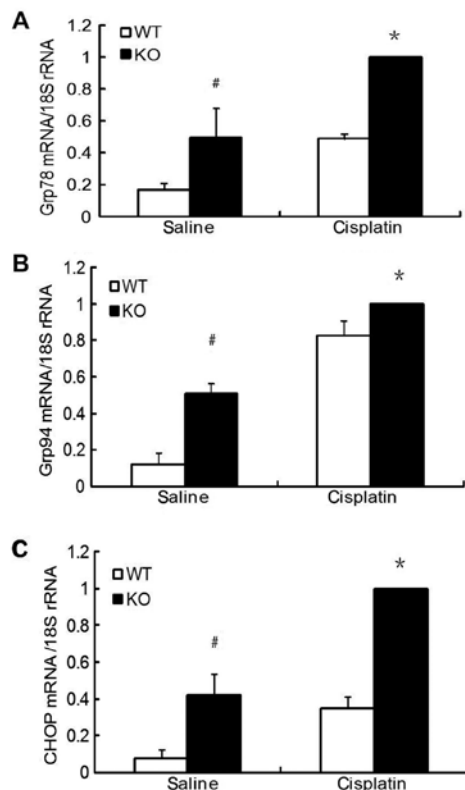 A
WT
KO
Grp78 mRNA/18S rRNA
1.2
1
0.8
0.6
0.4
0.2
0
#
*
Saline Cisplatin
B
WT
KO
Grp94 mRNA/18S rRNA
1.2
1
0.8
0.6
0.4
0.2
0
#
*
Saline Cisplatin
C
WT
KO
CHOP mRNA /18S rRNA
1.2
1
0.8
0.6
0.4
0.2
0
#
*
Saline Cisplatin